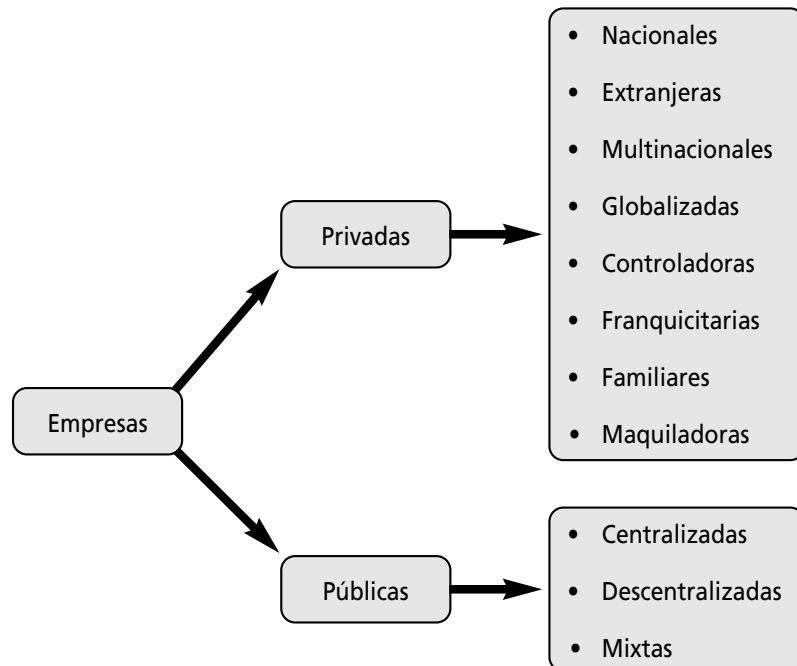 Empresas
Privadas
• Nacionales
• Extranjeras
• Multinacionales
• Globalizadas
• Controladoras
• Franquicitarias
• Familiares
• Maquiladoras
Públicas
• Centralizadas
• Descentralizadas
• Mixtas